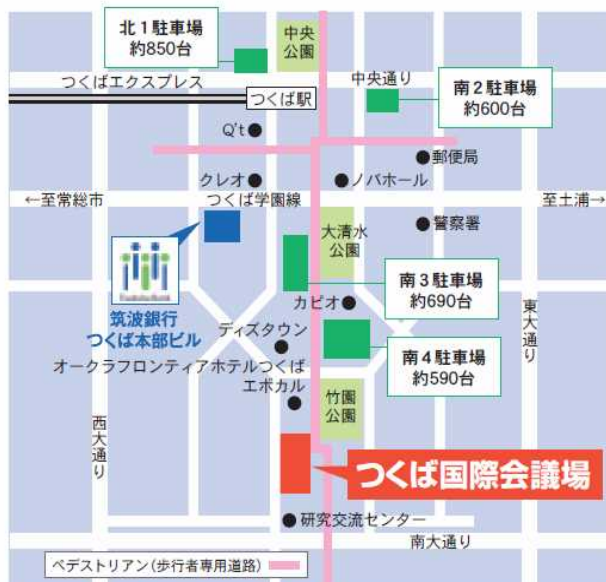 北1駐車場
約850台
中央
公園
つくばエクスプレス
つくば駅
中央通り
南2駐車場
約600台
Q't
郵便局
クレオ
ノバホール
←至常総市
つくば学園線
至土浦→
大清水
公園
警察署
南3駐車場
約690台
筑波銀行
つくば本部ビル
カピオ
デイズタウン
南4駐車場
約590台
東大通り
オークラフロンティアホテルつくば
エポカル
竹園
公園
西大通り
つくば国際会議場
研究交流センター
南大通り
ペデストリアン(歩行者専用道路)